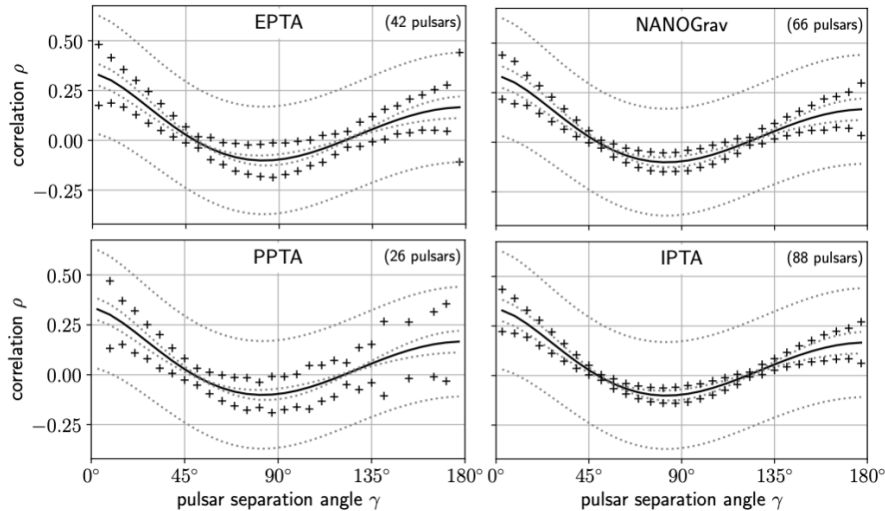 EPTA (42 pulsars)
NANOGrav (66 pulsars)
correlation ρ
0.50
0.25
0.00
−0.25
PPTA (26 pulsars)
IPTA (88 pulsars)
correlation ρ
0.50
0.25
0.00
−0.25
0° 45° 90° 135° 180°
45° 90° 135° 180°
pulsar separation angle γ
pulsar separation angle γ